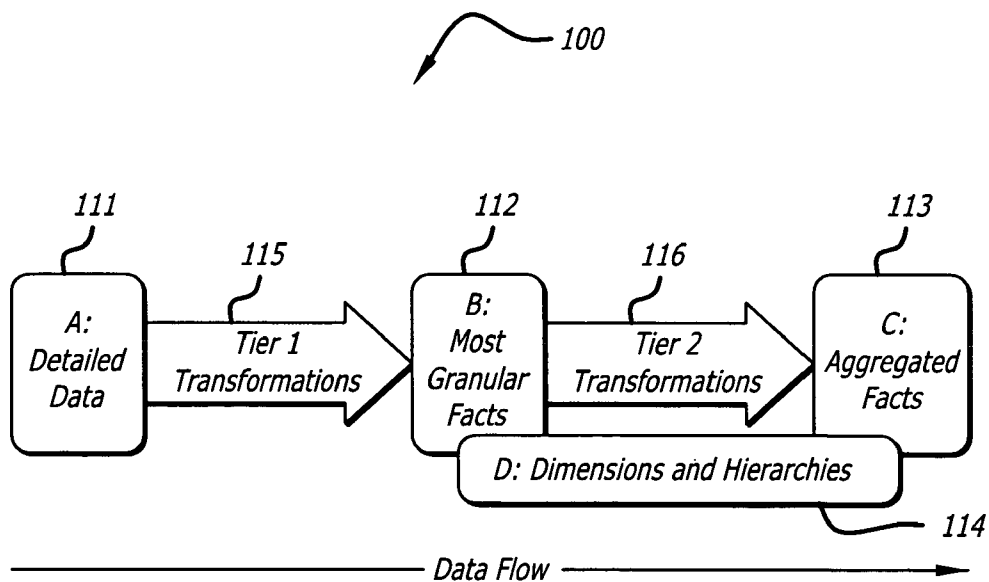 100
111
112
113
115
116
A:
Detailed
Data
Tier 1
Transformations
B:
Most
Granular
Facts
Tier 2
Transformations
C:
Aggregated
Facts
D: Dimensions and Hierarchies
114
Data Flow